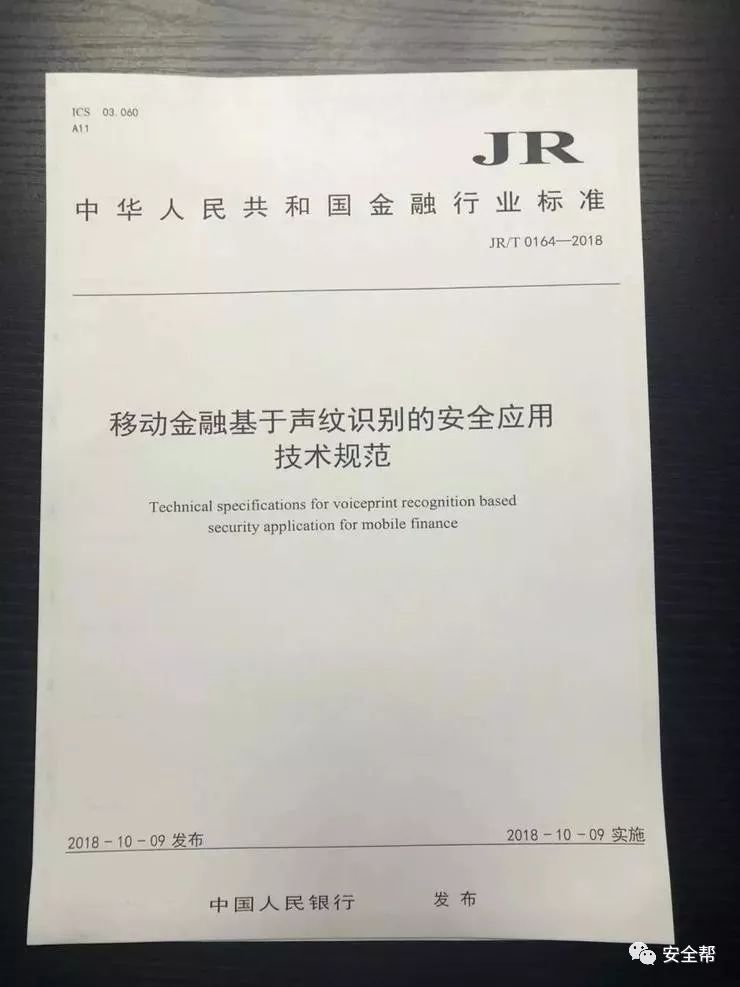 ICS 03.060
A11
JR
中华人民共和国金融行业标准
JR/T 0164—2018
移动金融基于声纹识别的安全应用
技术规范
Technical specifications for voiceprint recognition based
security application for mobile finance
2018-10-09 发布
2018-10-09 实施
中国人民银行 发布
安全帮